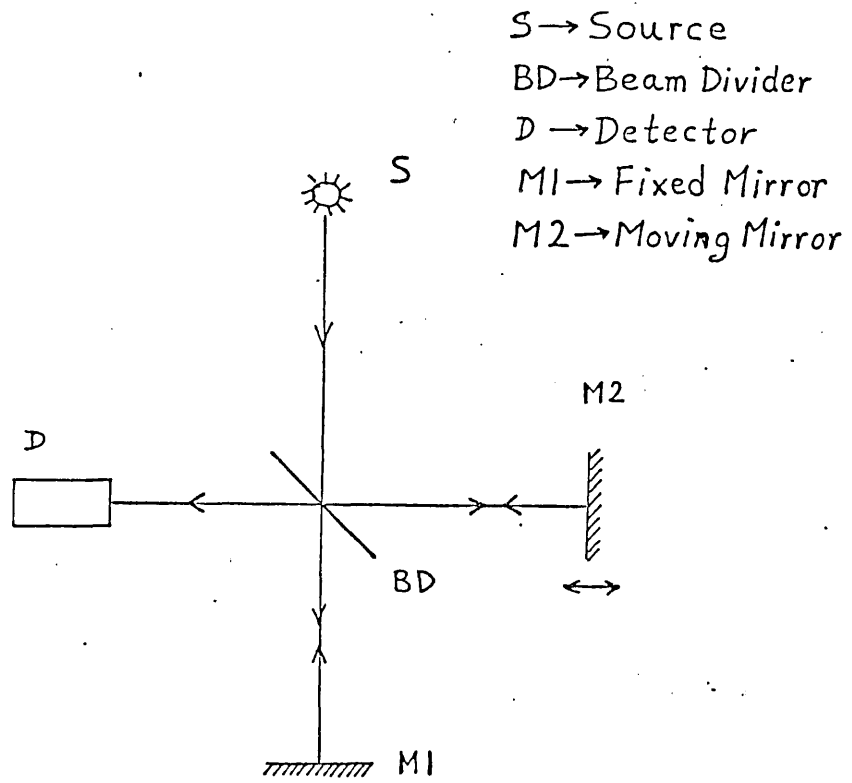 S → Source
BD → Beam Divider
D → Detector
M1 → Fixed Mirror
M2 → Moving Mirror
S
M2
D
BD
M1